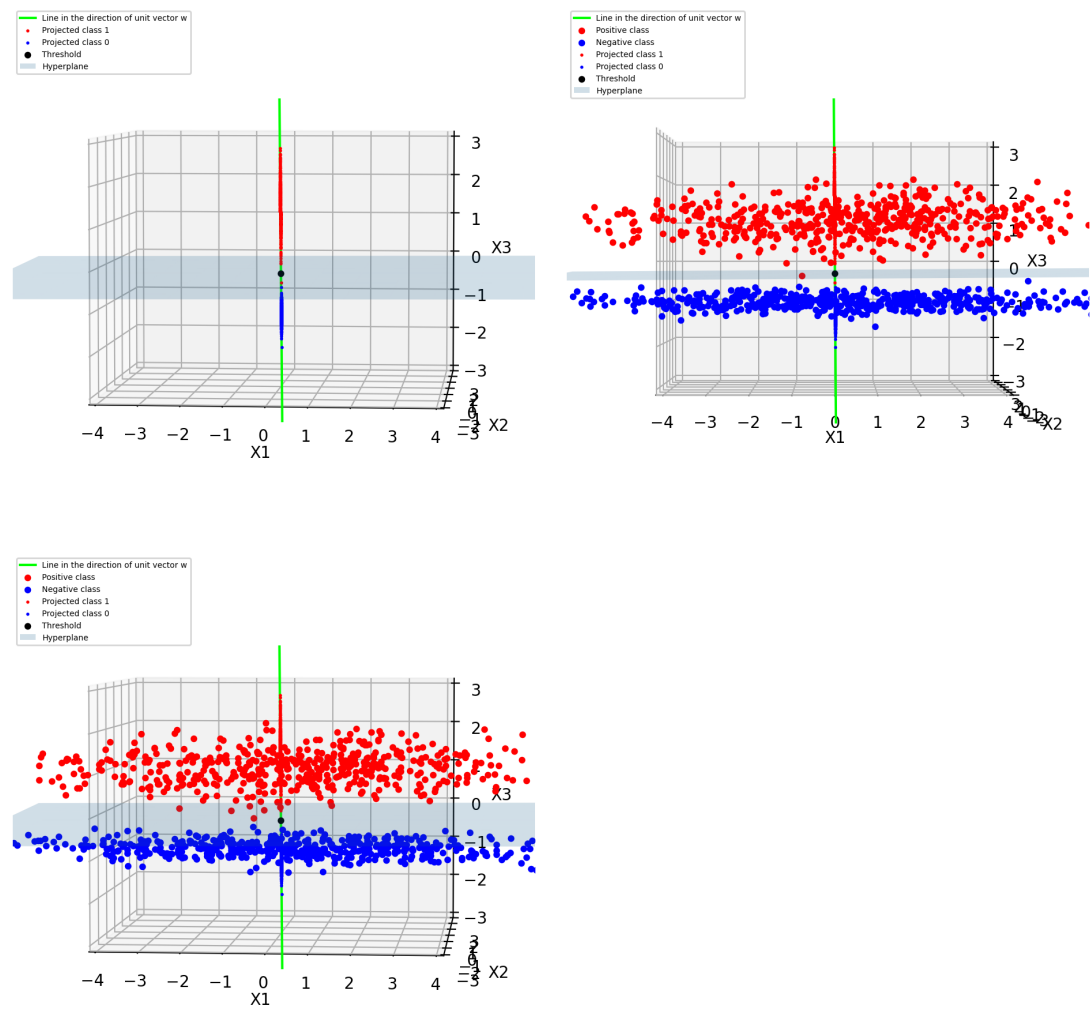 Line in the direction of unit vector w
Projected class 1
Projected class 0
Threshold
Hyperplane
3
2
1
0
X3
−1
−2
−3
−4 −3 −2 −1 0 1 2 3 4
X1
X2
Line in the direction of unit vector w
Positive class
Negative class
Projected class 1
Projected class 0
Threshold
Hyperplane
3
2
1
0
X3
−1
−2
−3
−4 −3 −2 −1 0 1 2 3 4
X1
X2
Line in the direction of unit vector w
Positive class
Negative class
Projected class 1
Projected class 0
Threshold
Hyperplane
3
2
1
0
X3
−1
−2
−3
−4 −3 −2 −1 0 1 2 3 4
X1
X2